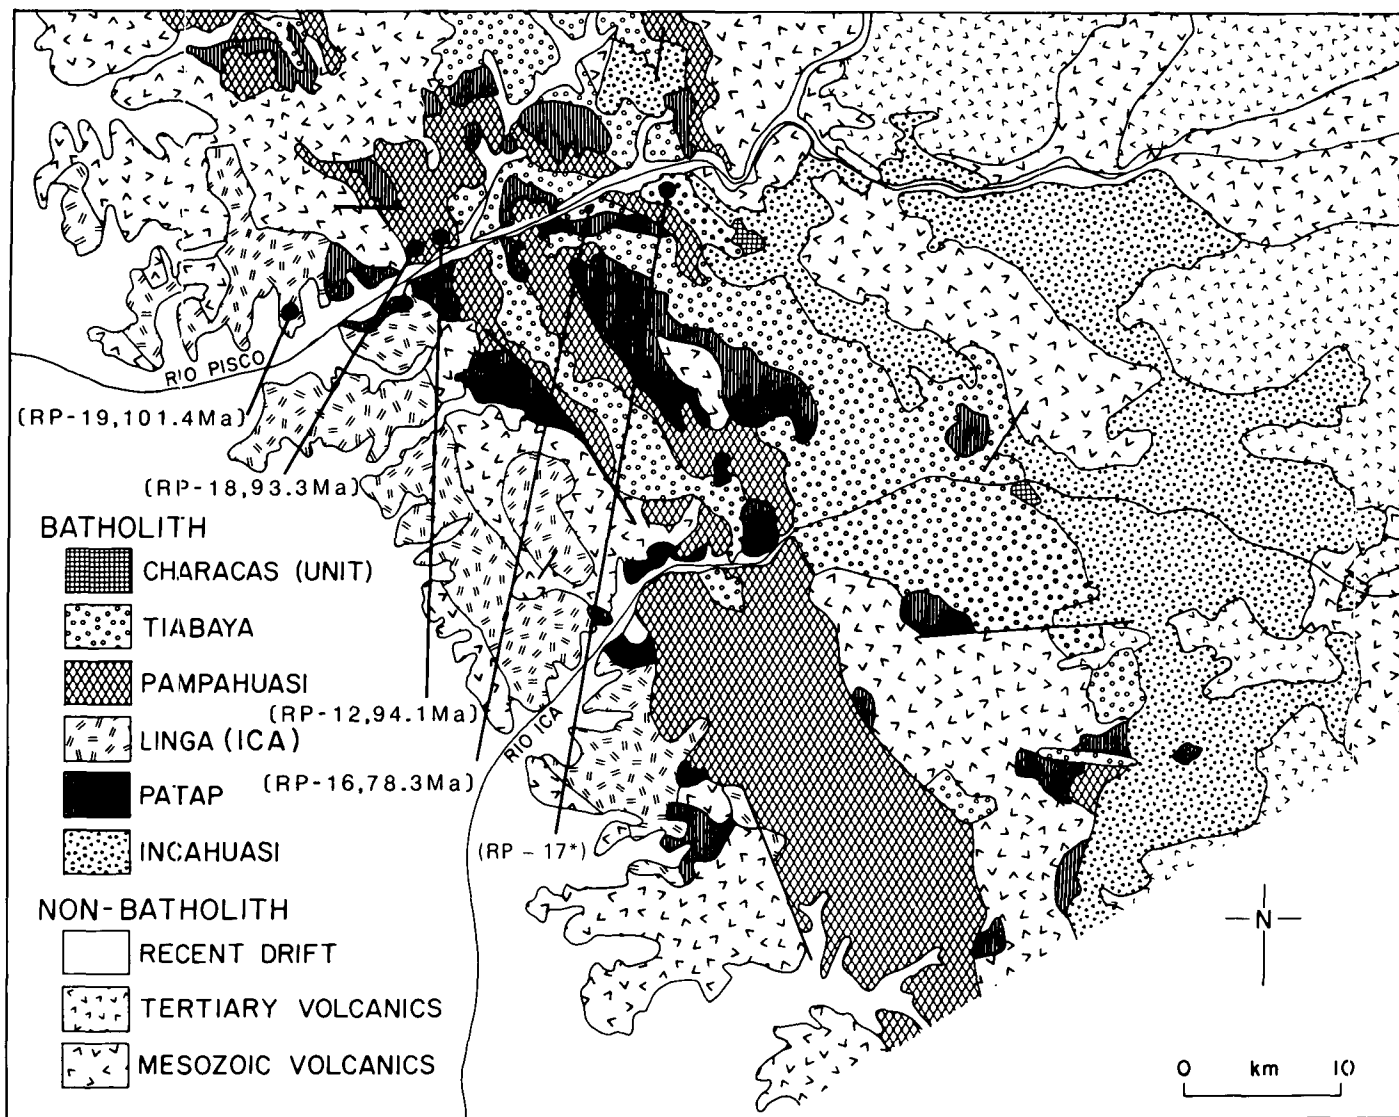 RIO PISCO
(RP-19,101.4Ma)
(RP-18,93.3Ma)
BATHOLITH
CHARACAS (UNIT)
TIABAYA
PAMPAHUASI
(RP-12,94.1Ma)
LINGA (ICA)
RIO ICA
PATAP
(RP-16,78.3Ma)
INCAHUASI
(RP-17*)
NON-BATHOLITH
RECENT DRIFT
TERTIARY VOLCANICS
MESOZOIC VOLCANICS
N
0 km 10